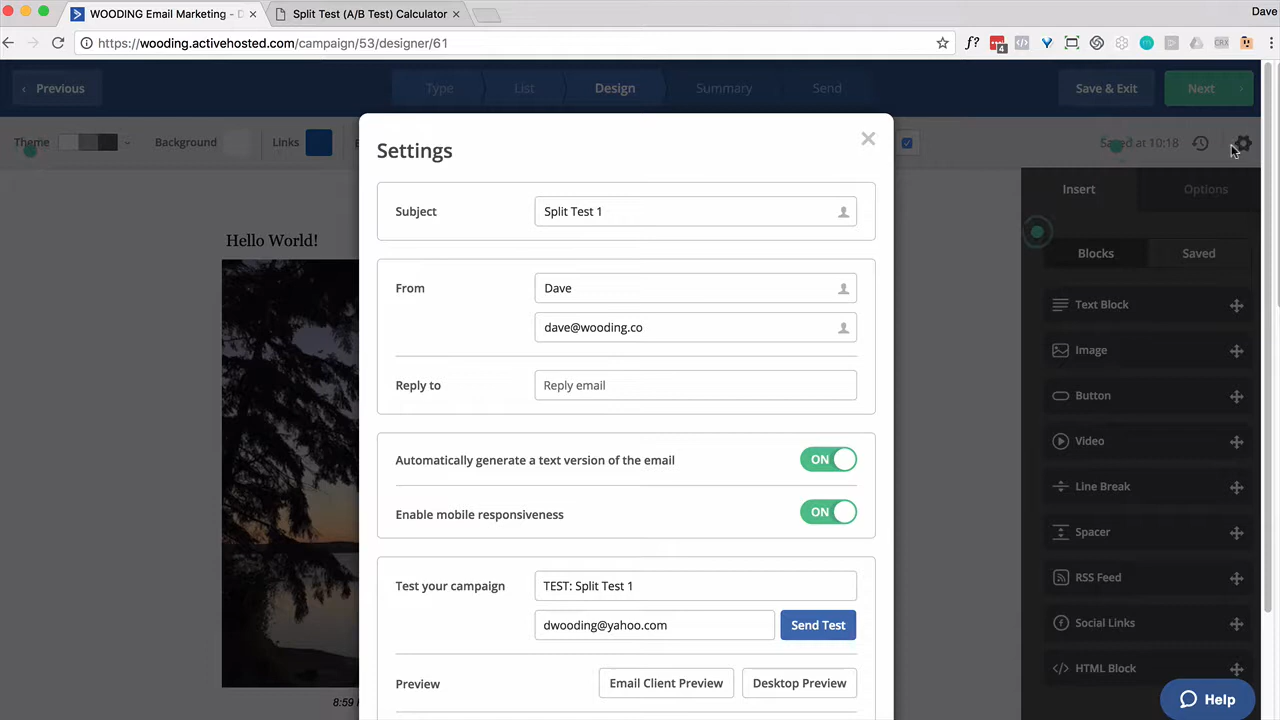 WOODING Email Marketing -
Split Test (A/B Test) Calculator
Dave
https://wooding.activehosted.com/campaign/53/designer/61
f?
4
CRX
Previous
Type
List
Design
Summary
Send
Save & Exit
Next
Theme
Background
Links
Saved at 10:18
Settings
Subject
Split Test 1
From
Dave
dave@wooding.co
Reply to
Reply email
Automatically generate a text version of the email
ON
Enable mobile responsiveness
ON
Test your campaign
TEST: Split Test 1
dwooding@yahoo.com
Send Test
Preview
Email Client Preview
Desktop Preview
Hello World!
8:59
Insert
Options
Blocks
Saved
Text Block
Image
Button
Video
Line Break
Spacer
RSS Feed
Social Links
HTML Block
Help